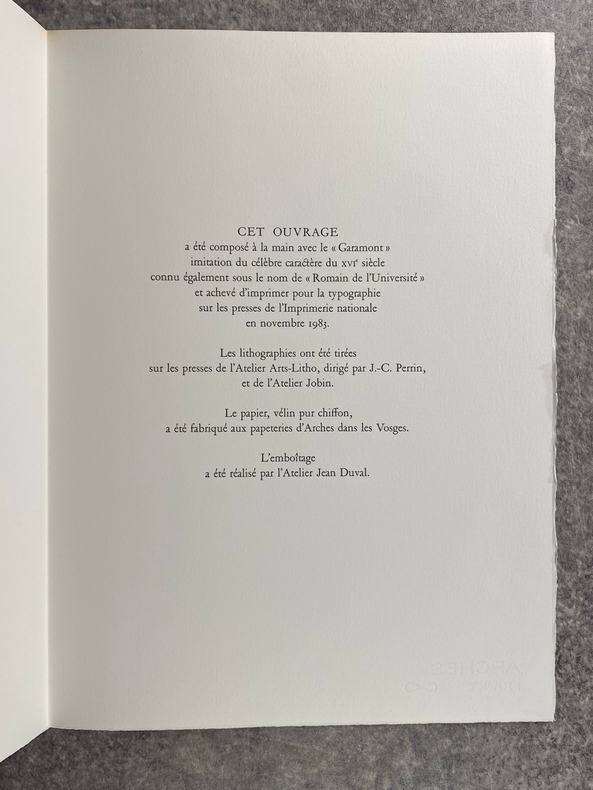 CET OUVRAGE
a été composé à la main avec le « Garamont »
imitation du célèbre caractère du XVIe siècle
connu également sous le nom de « Romain de l'Université »
et achevé d'imprimer pour la typographie
sur les presses de l'Imprimerie nationale
en novembre 1983.
Les lithographies ont été tirées
sur les presses de l'Atelier Arts-Litho, dirigé par J.-C. Perrin,
et de l'Atelier Jobin.
Le papier, vélin pur chiffon,
a été fabriqué aux papeteries d'Arches dans les Vosges.
L'emboîtage
a été réalisé par l'Atelier Jean Duval.
ARCHES